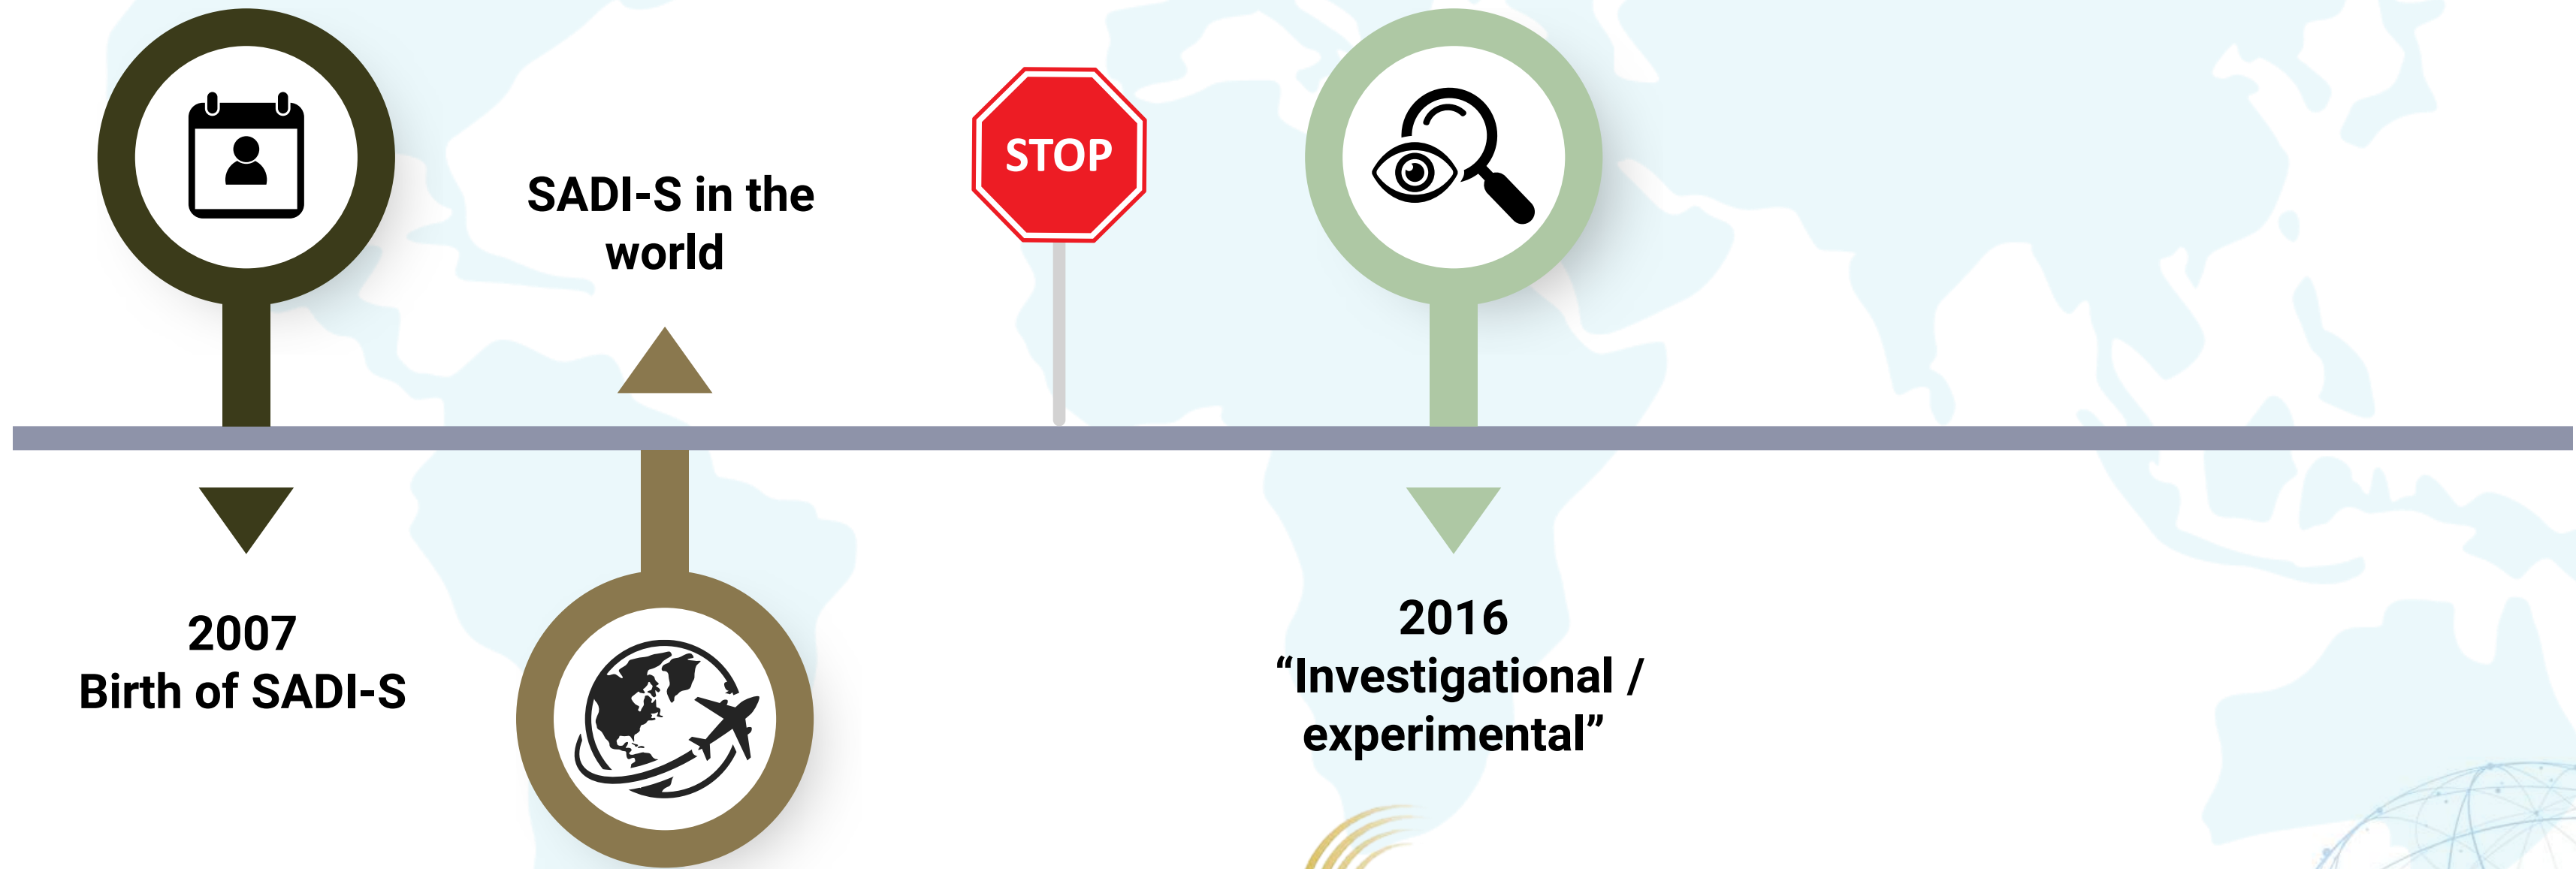 2007
Birth of SADI-S
SADI-S in the
world
STOP
2016
“Investigational /
experimental”